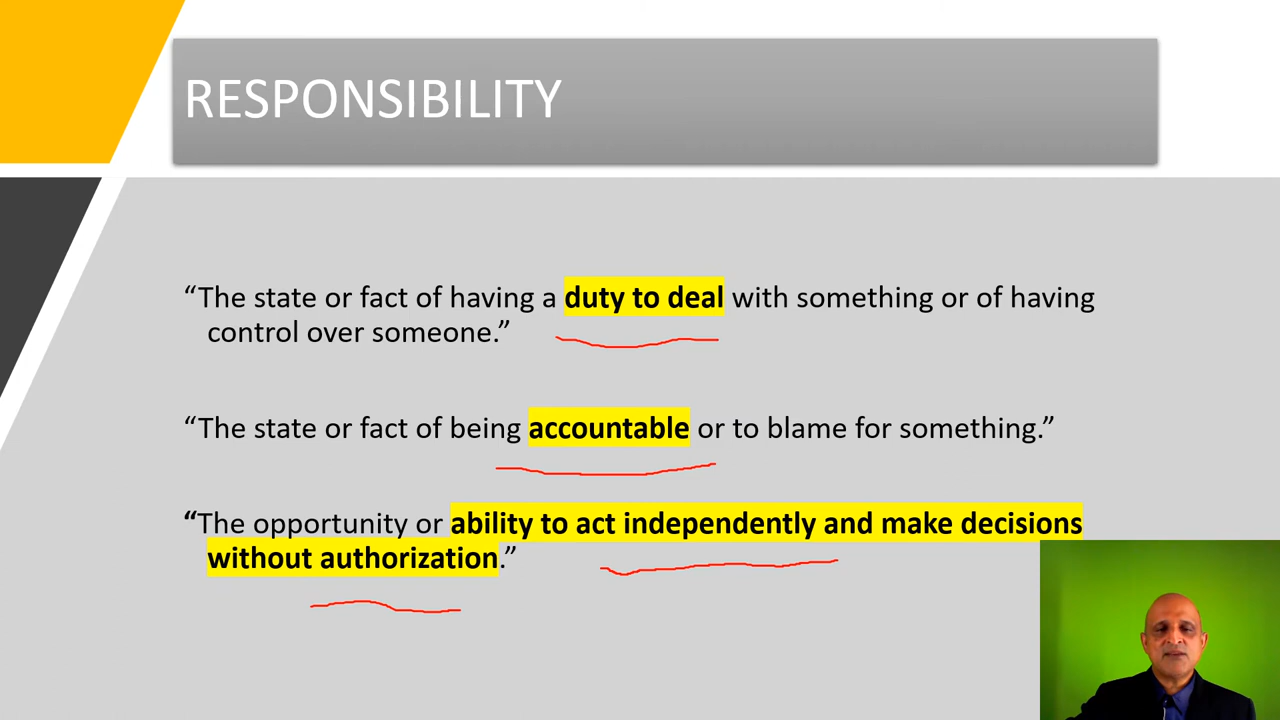 RESPONSIBILITY
“The state or fact of having a duty to deal with something or of having
control over someone.”
“The state or fact of being accountable or to blame for something.”
“The opportunity or ability to act independently and make decisions
without authorization.”